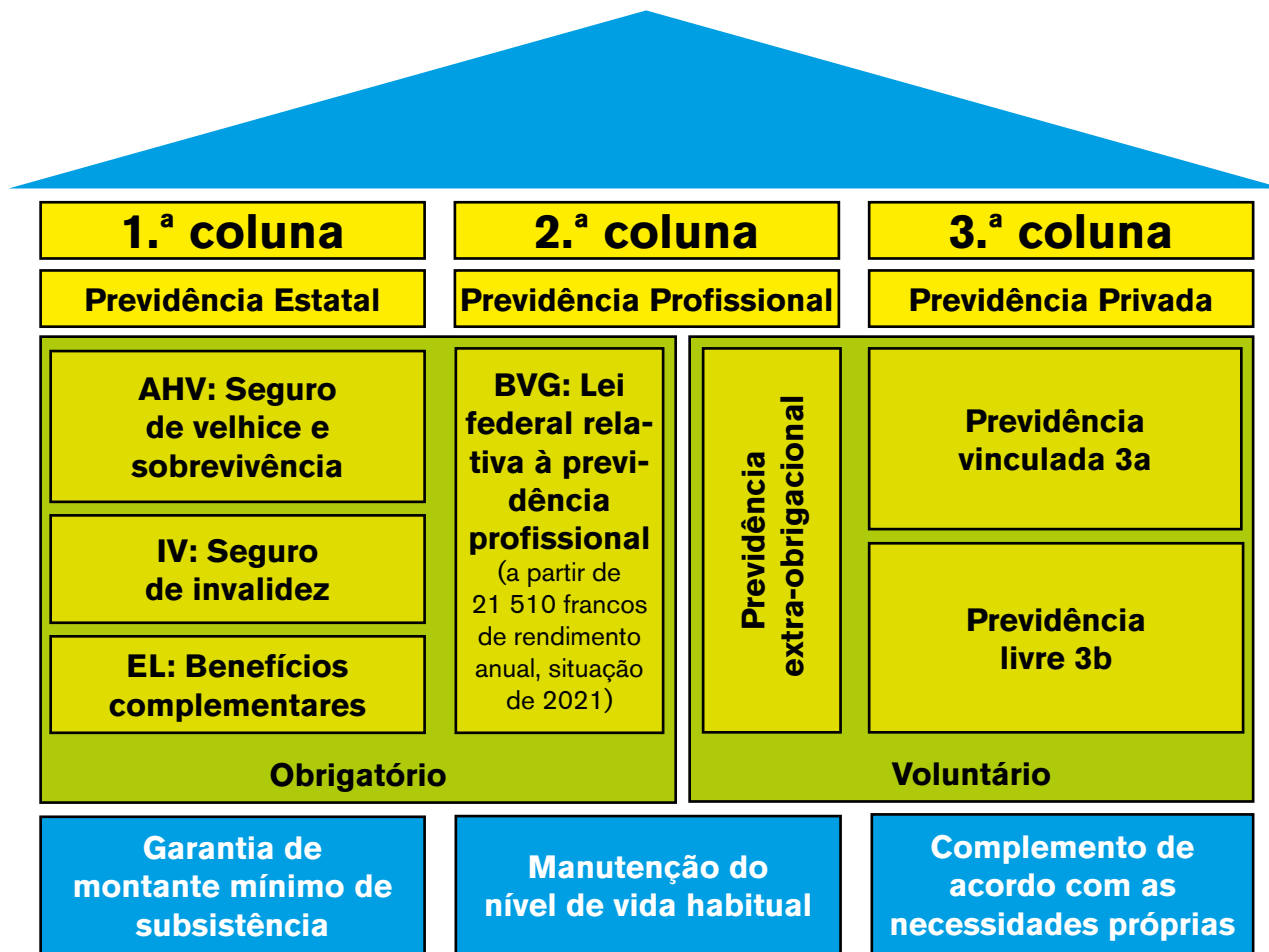 1.ª coluna
Previdência Estatal
2.ª coluna
Previdência Profissional
3.ª coluna
Previdência Privada
AHV: Seguro
de velhice e
sobrevivência
IV: Seguro
de invalidez
EL: Benefícios
complementares
BVG: Lei
federal rela-
tiva à previ-
dência
profissional
(a partir de
21 510 francos
de rendimento
anual, situação
de 2021)
Obrigatório
Previdência
extra-obrigacional
Previdência
vinculada 3a
Previdência
livre 3b
Voluntário
Garantia de
montante mínimo de
subsistência
Manutenção do
nível de vida habitual
Complemento de
acordo com as
necessidades próprias